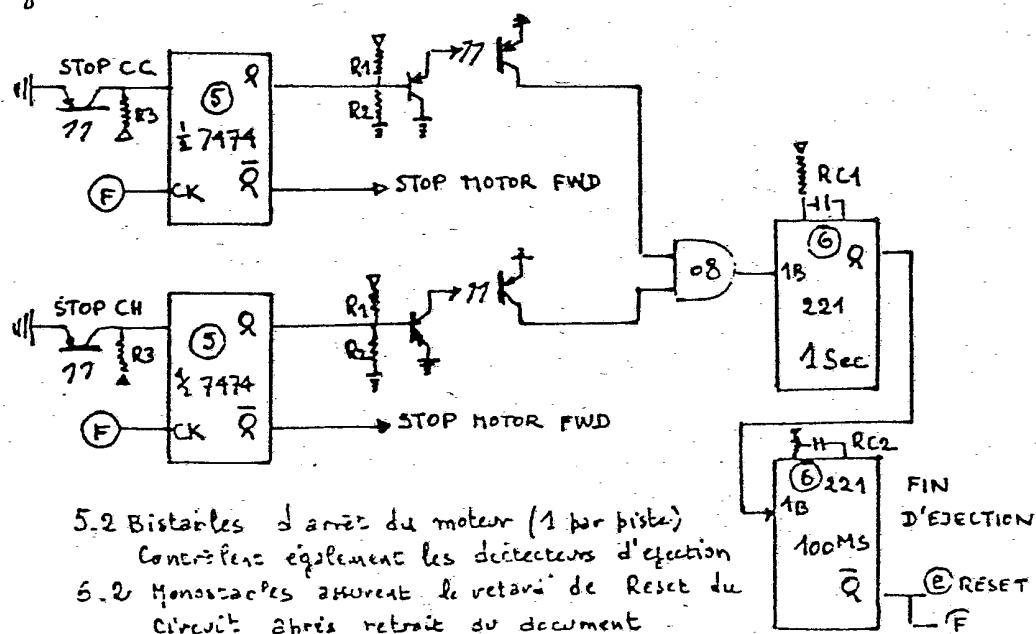 STOP CC
R3
5
½ 7474
Q
Q̄
CK
F
R1
R2
STOP MOTOR FWD
STOP CH
R3
5
½ 7474
Q
Q̄
CK
F
R1
R2
STOP MOTOR FWD
08
RC1
6
Q
1B
221
1 Sec
RC2
6 221
1B
100MS
Q̄
FIN
D'EJECTION
e RESET
F
5.2 Bistables d'arrêt du moteur (1 par piste)
Contrôlent également les détecteurs d'éjection
6.2 Monostables assurent le retard de Reset du
Circuit après retrait du document